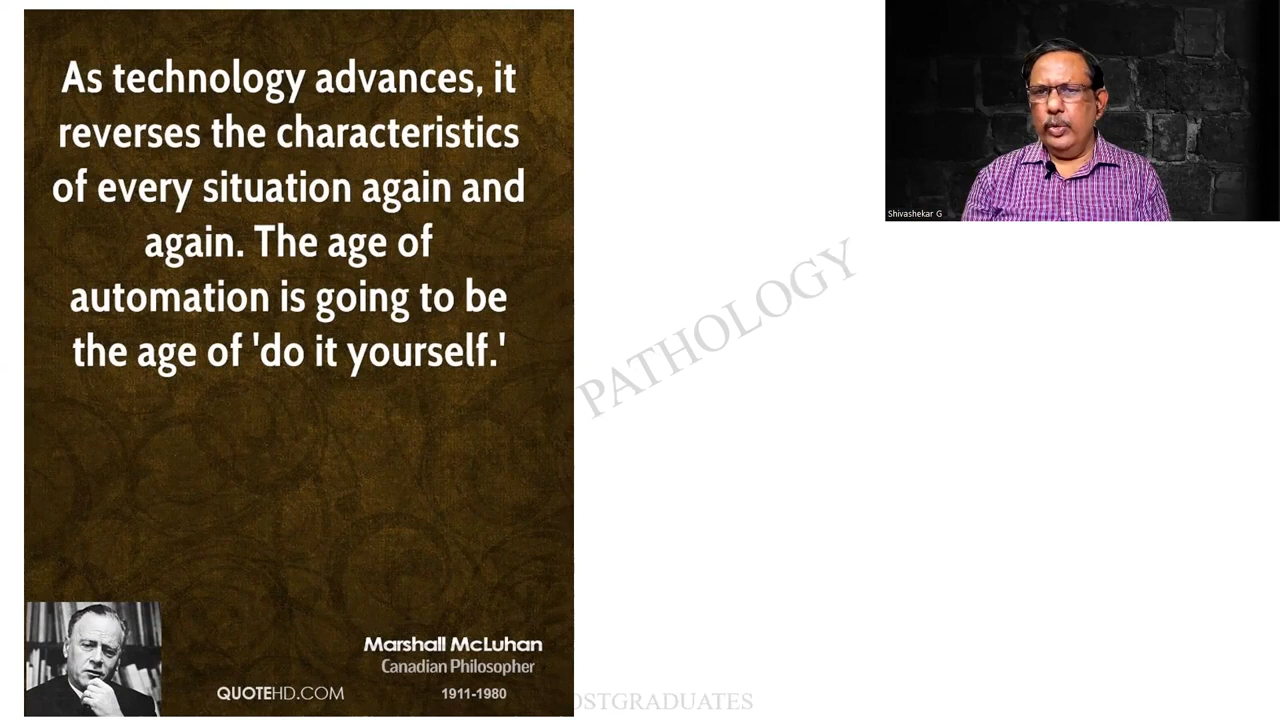 As technology advances, it
reverses the characteristics
of every situation again and
again. The age of
automation is going to be
the age of 'do it yourself.'
Marshall McLuhan
Canadian Philosopher
1911-1980
QUOTEHD.COM
Shivashekar G
PATHOLOGY